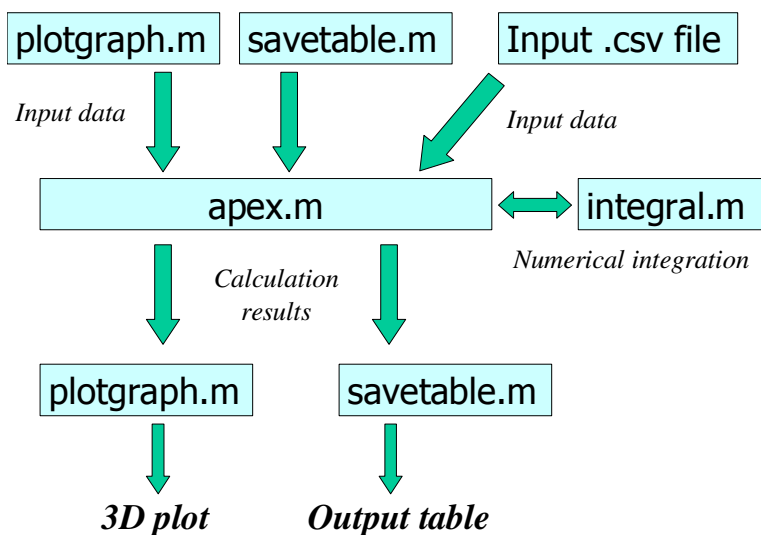 plotgraph.m
savetable.m
Input .csv file
Input data
Input data
apex.m
integral.m
Numerical integration
Calculation
results
plotgraph.m
savetable.m
3D plot
Output table